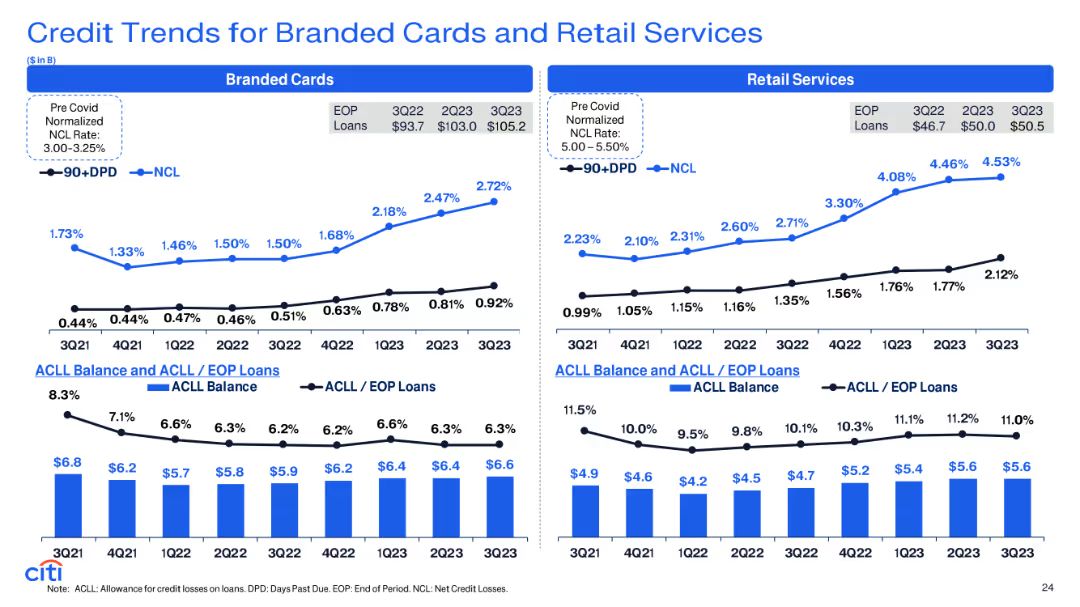 Credit Trends for Branded Cards and Retail Services
($ in B)
Branded Cards
Pre Covid
Normalized
NCL Rate:
3.00-3.25%
EOP 3Q22 2Q23 3Q23
Loans $93.7 $103.0 $105.2
90+DPD NCL
1.73% 1.33% 1.46% 1.50% 1.50% 1.68% 2.18% 2.47% 2.72%
0.44% 0.44% 0.47% 0.46% 0.51% 0.63% 0.78% 0.81% 0.92%
3Q21 4Q21 1Q22 2Q22 3Q22 4Q22 1Q23 2Q23 3Q23
ACLL Balance and ACLL / EOP Loans
ACLL Balance ACLL / EOP Loans
8.3% 7.1% 6.6% 6.3% 6.2% 6.2% 6.6% 6.3% 6.3%
$6.8 $6.2 $5.7 $5.8 $5.9 $6.2 $6.4 $6.4 $6.6
3Q21 4Q21 1Q22 2Q22 3Q22 4Q22 1Q23 2Q23 3Q23
Retail Services
Pre Covid
Normalized
NCL Rate:
5.00 – 5.50%
EOP 3Q22 2Q23 3Q23
Loans $46.7 $50.0 $50.5
90+DPD NCL
2.23% 2.10% 2.31% 2.60% 2.71% 3.30% 4.08% 4.46% 4.53%
0.99% 1.05% 1.15% 1.16% 1.35% 1.56% 1.76% 1.77% 2.12%
3Q21 4Q21 1Q22 2Q22 3Q22 4Q22 1Q23 2Q23 3Q23
ACLL Balance and ACLL / EOP Loans
ACLL Balance ACLL / EOP Loans
11.5% 10.0% 9.5% 9.8% 10.1% 10.3% 11.1% 11.2% 11.0%
$4.9 $4.6 $4.2 $4.5 $4.7 $5.2 $5.4 $5.6 $5.6
3Q21 4Q21 1Q22 2Q22 3Q22 4Q22 1Q23 2Q23 3Q23
citi
Note: ACLL: Allowance for credit losses on loans. DPD: Days Past Due. EOP: End of Period. NCL: Net Credit Losses.
24